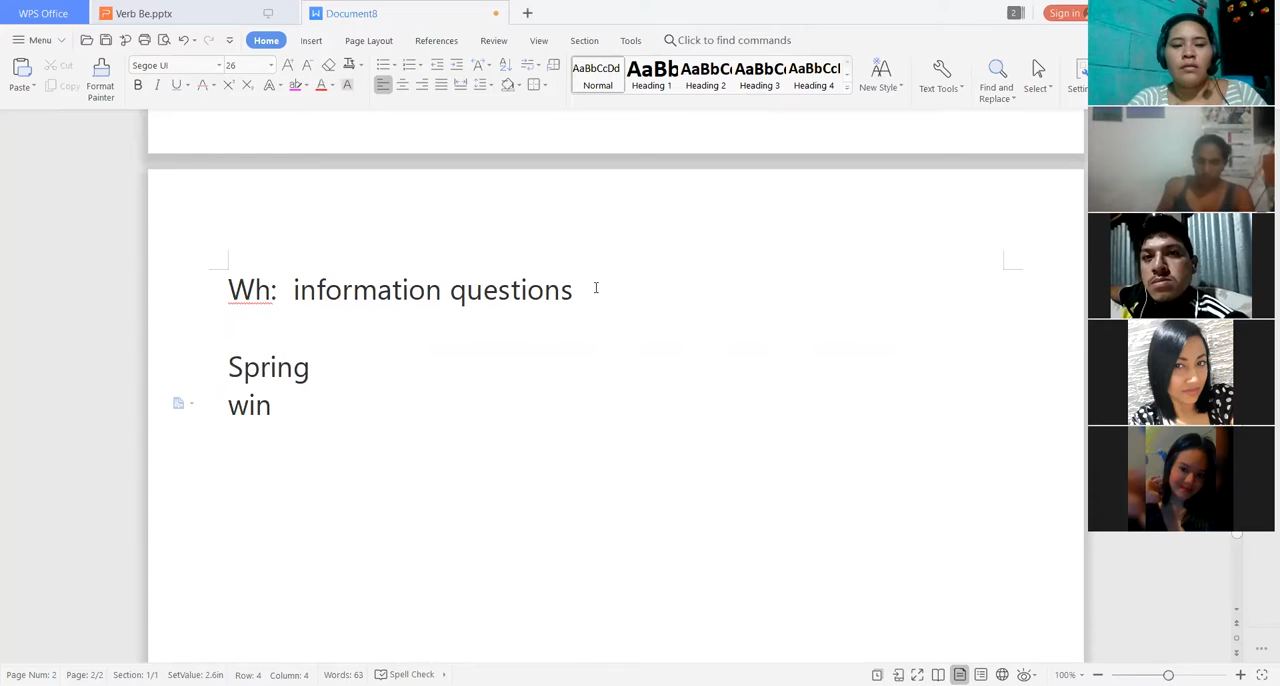 WPS Office Verb Be.pptx Document8 2 Sign in
Menu Home Insert Page Layout References Review View Section Tools Click to find commands
Paste Cut Copy Format Painter Segoe UI 26 AaBbCcDd Normal AaBb Heading 1 AaBbC Heading 2 AaBbC Heading 3 AaBbCcl Heading 4 New Style Text Tools Find and Replace Select
Wh: information questions
Spring
win
Page Num: 2 Page: 2/2 Section: 1/1 SetValue: 2.6in Row: 4 Column: 4 Words: 63 Spell Check 100%